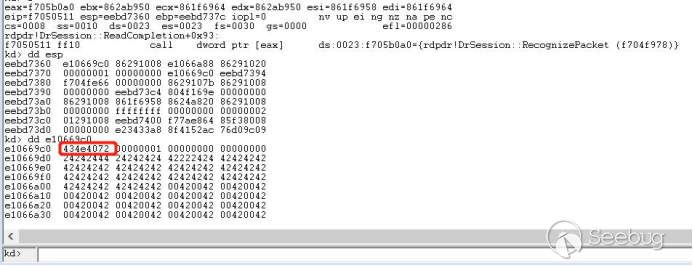 eax=f705b0a0 ebx=862ab950 ecx=861f6964 edx=862ab950 esi=861f6958 edi=861f6964
eip=f7050511 esp=eebd7360 ebp=eebd737c iopl=0 nv up ei ng nz na pe nc
cs=0008 ss=0010 ds=0023 es=0023 fs=0030 gs=0000 efl=00000286
rdpdr!DrSession::ReadCompletion+0x93:
f7050511 ff10 call dword ptr [eax] ds:0023:f705b0a0={rdpdr!DrSession::RecognizePacket (f704f978)}
kd> dd esp
eebd7360 e10669c0 86291008 e1066a88 86291020
eebd7370 00000001 00000000 e10669c0 eebd7394
eebd7380 f704fe66 00000000 8629107b 86291008
eebd7390 00000000 eebd73c4 804f169e 00000000
eebd73a0 86291008 861f6958 8624a820 86291008
eebd73b0 00000000 ffffffff 00000000 00000002
eebd73c0 01291008 eebd7400 f77ae864 85f38008
eebd73d0 00000000 e23433a8 8f4152ac 76d09c09
kd> dd e10669c0
e10669c0 434e4072 00000001 00000000 00000000
e10669d0 24242444 24242424 42222424 42424242
e10669e0 42424242 42424242 42424242 42424242
e10669f0 42424242 42424242 42424242 42424242
e1066a00 42424242 42424242 00420042 00420042
e1066a10 00420042 00420042 00420042 00420042
e1066a20 00420042 00420042 00420042 00420042
e1066a30 00420042 00420042 00420042 00420042
kd>
Seebug